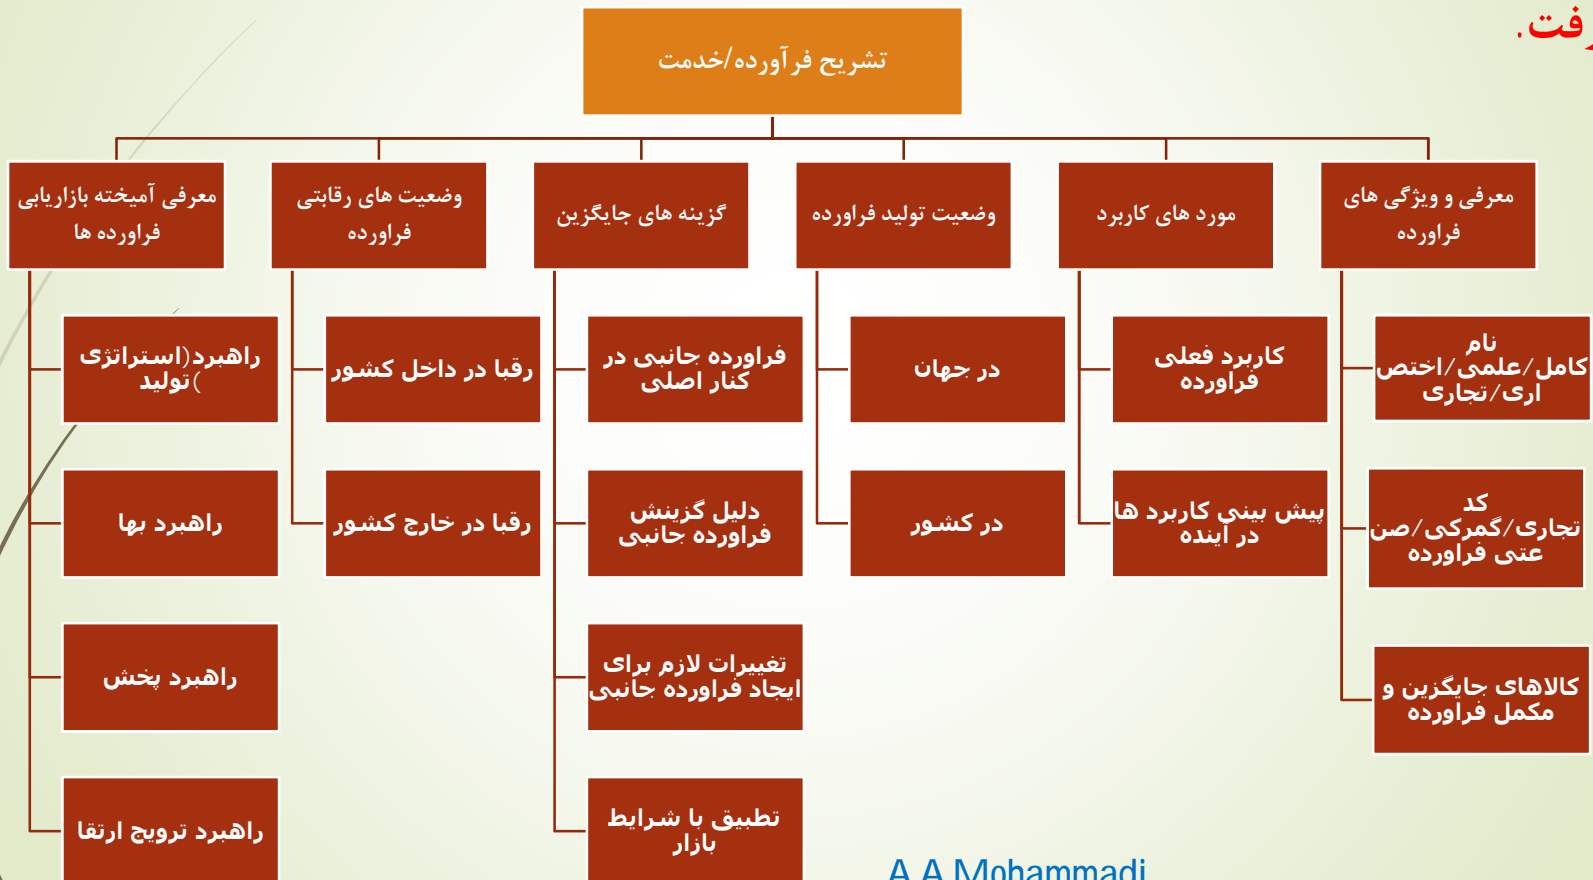 رفت.
تشریح فرآورده/خدمت
معرفی و ویژگی های
فراورده
مورد های کاربرد
وضعیت تولید فراورده
گزینه های جایگزین
وضعیت های رقابتی
فراورده
معرفی آمیخته بازاریابی
فراورده ها
نام
کامل/علمی/اختص
اری/تجاری
کد
تجاری/گمرکی/صن
عتی فراورده
کالاهای جایگزین و
مکمل فراورده
کاربرد فعلی
فراورده
پیش بینی کاربرد ها
در آینده
در جهان
در کشور
فراورده جانبی در
کنار اصلی
دلیل گزینش
فراورده جانبی
تغییرات لازم برای
ایجاد فراورده جانبی
تطبیق با شرایط
بازار
رقبا در داخل کشور
رقبا در خارج کشور
راهبرد(استراتژی
)تولید
راهبرد بها
راهبرد پخش
راهبرد ترویج ارتقا
A.A.Mohammadi